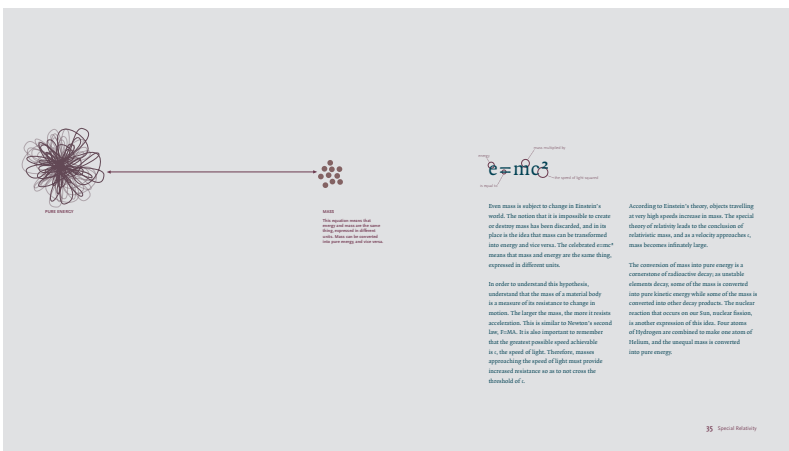 PURE ENERGY
MASS
This equation means that
energy and mass are the same
thing, expressed in different
units. Mass can be converted
into pure energy, and vice versa.
energy
mass multiplied by
e=mc²
is equal to
the speed of light squared
Even mass is subject to change in Einstein's
world. The notion that it is impossible to create
or destroy mass has been discarded, and in its
place is the idea that mass can be transformed
into energy and vice versa. The celebrated e=mc²
means that mass and energy are the same thing,
expressed in different units.
In order to understand this hypothesis,
understand that the mass of a material body
is a measure of its resistance to change in
motion. The larger the mass, the more it resists
acceleration. This is similar to Newton's second
law, F=MA. It is also important to remember
that the greatest possible speed achievable
is c, the speed of light. Therefore, masses
approaching the speed of light must provide
increased resistance so as to not cross the
threshold of c.
According to Einstein's theory, objects travelling
at very high speeds increase in mass. The special
theory of relativity leads to the conclusion of
relativistic mass, and as a velocity approaches c,
mass becomes infinately large.
The conversion of mass into pure energy is a
cornerstone of radioactive decay; as unstable
elements decay, some of the mass is converted
into pure kinetic energy while some of the mass is
converted into other decay products. The nuclear
reaction that occurs on our Sun, nuclear fission,
is another expression of this idea. Four atoms
of Hydrogen are combined to make one atom of
Helium, and the unequal mass is converted
into pure energy.
35 Special Relativity